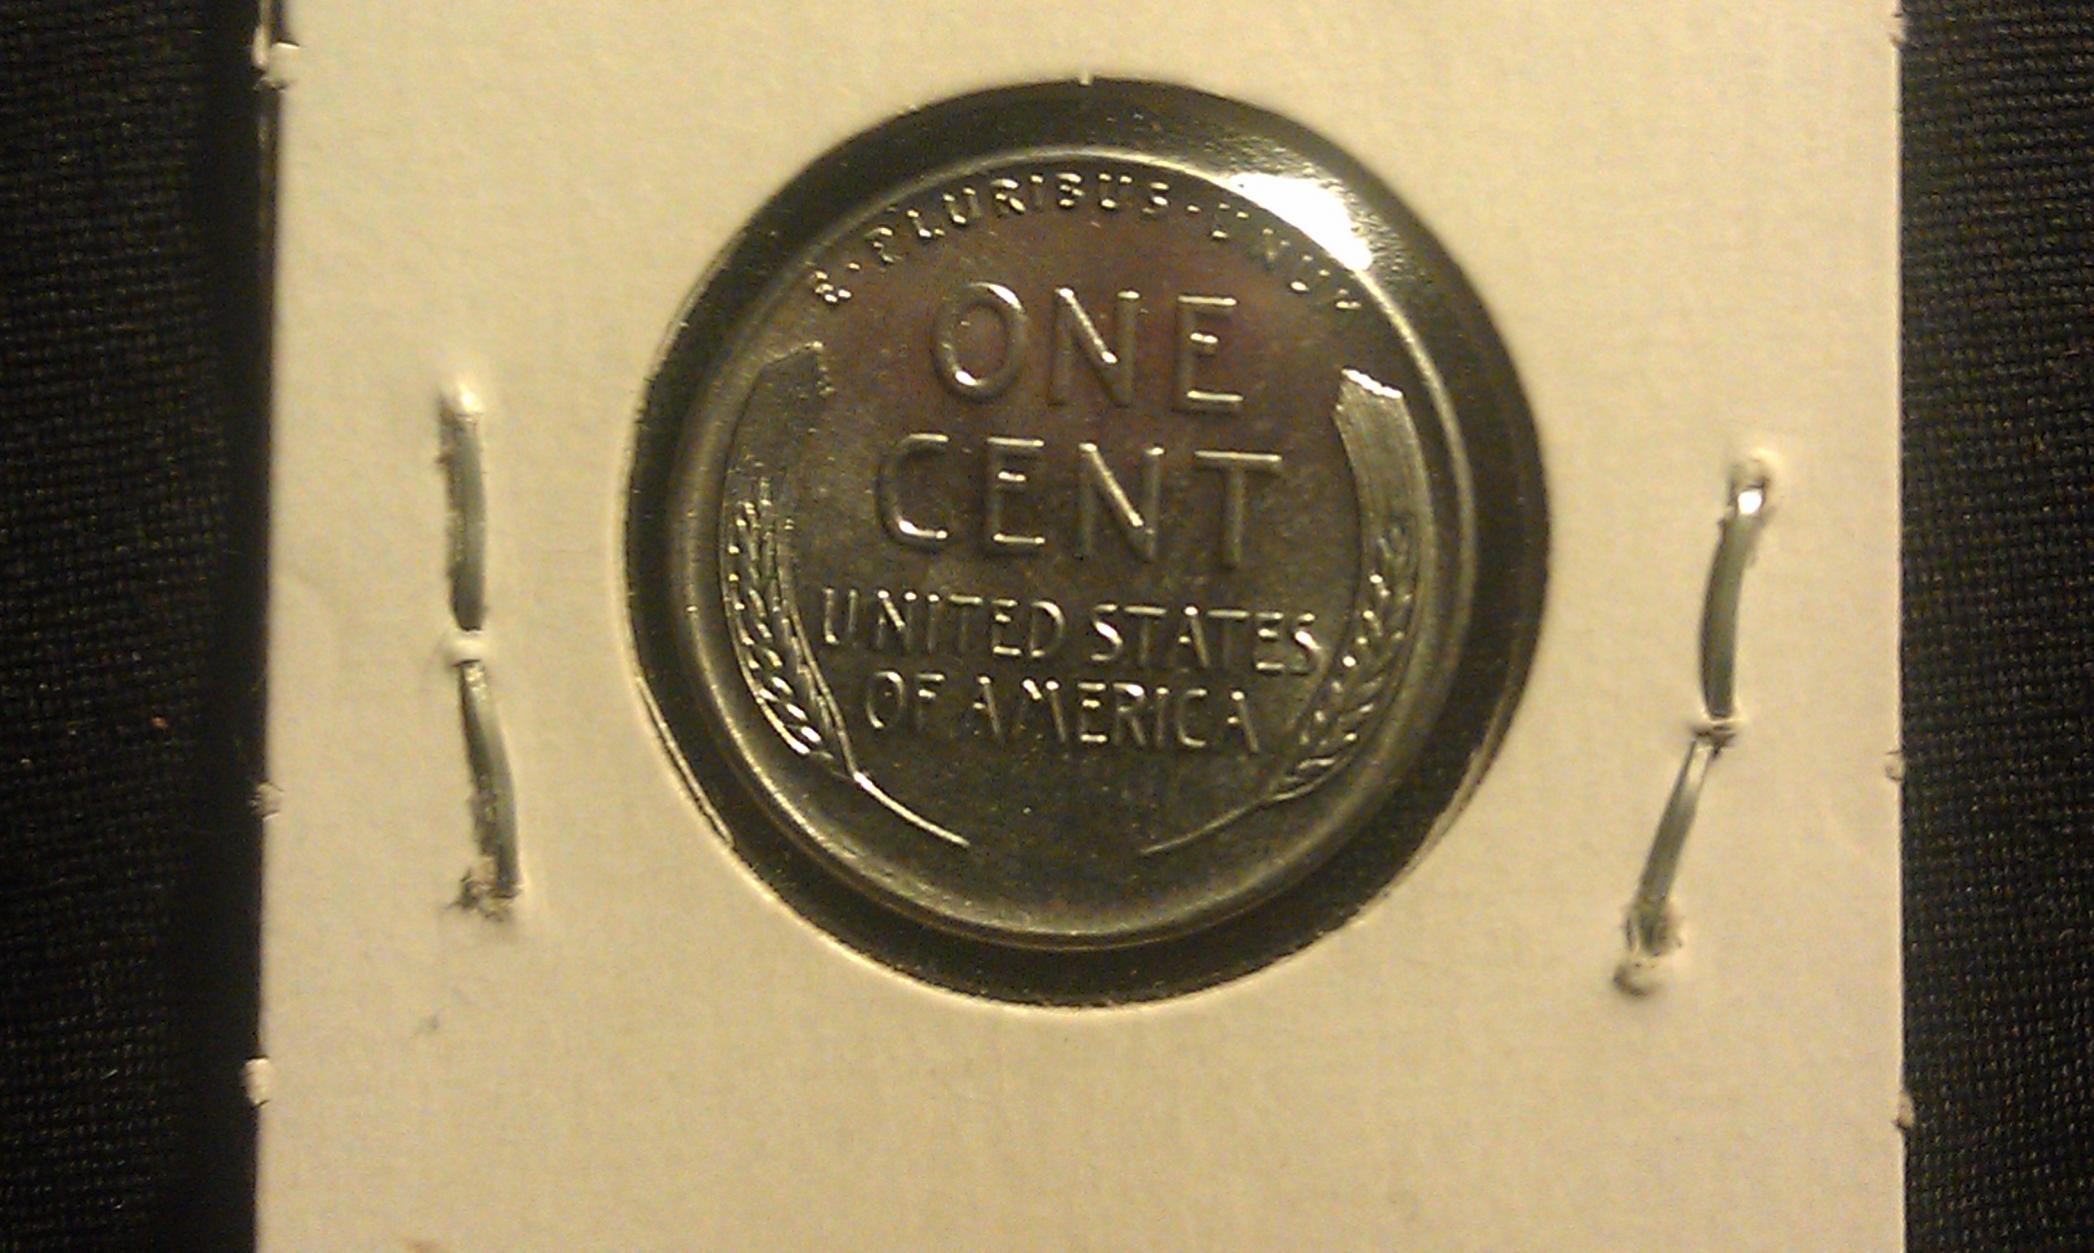 E·PLURIBUS·UNUM
ONE
CENT
UNITED STATES
OF AMERICA